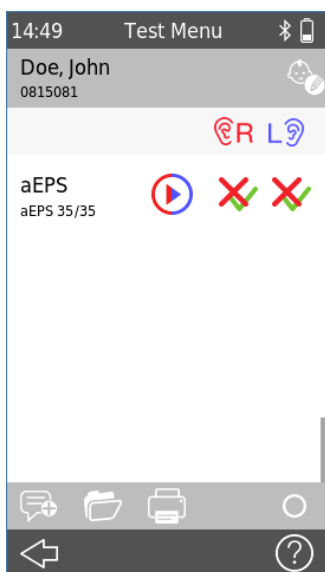 14:49 Test Menu
Doe, John
0815081
R L
aEPS
aEPS 35/35
?